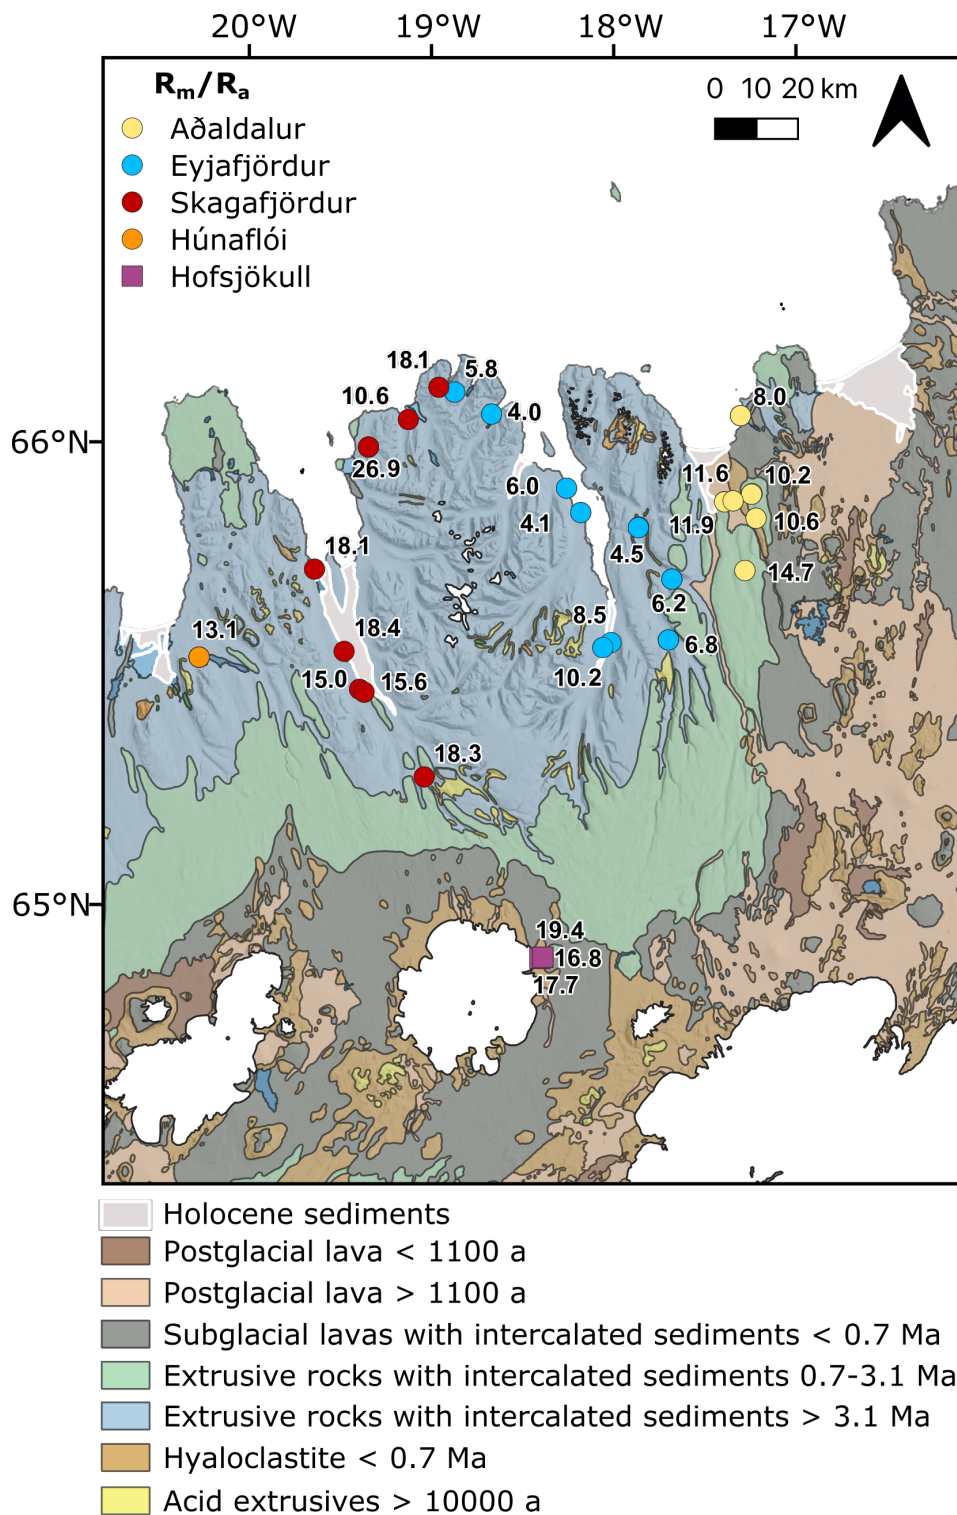 20°W 19°W 18°W 17°W
Rm/Ra
0 10 20 km
Aðaldalur
Eyjafjördur
Skagafjördur
Húnaflói
Hofsjökull
18.1
5.8
10.6
4.0
8.0
66°N
26.9
6.0
11.6
10.2
4.1
11.9
10.6
4.5
18.1
14.7
6.2
8.5
13.1
18.4
6.8
15.0
15.6
10.2
18.3
65°N
19.4
16.8
17.7
Holocene sediments
Postglacial lava < 1100 a
Postglacial lava > 1100 a
Subglacial lavas with intercalated sediments < 0.7 Ma
Extrusive rocks with intercalated sediments 0.7-3.1 Ma
Extrusive rocks with intercalated sediments > 3.1 Ma
Hyaloclastite < 0.7 Ma
Acid extrusives > 10000 a